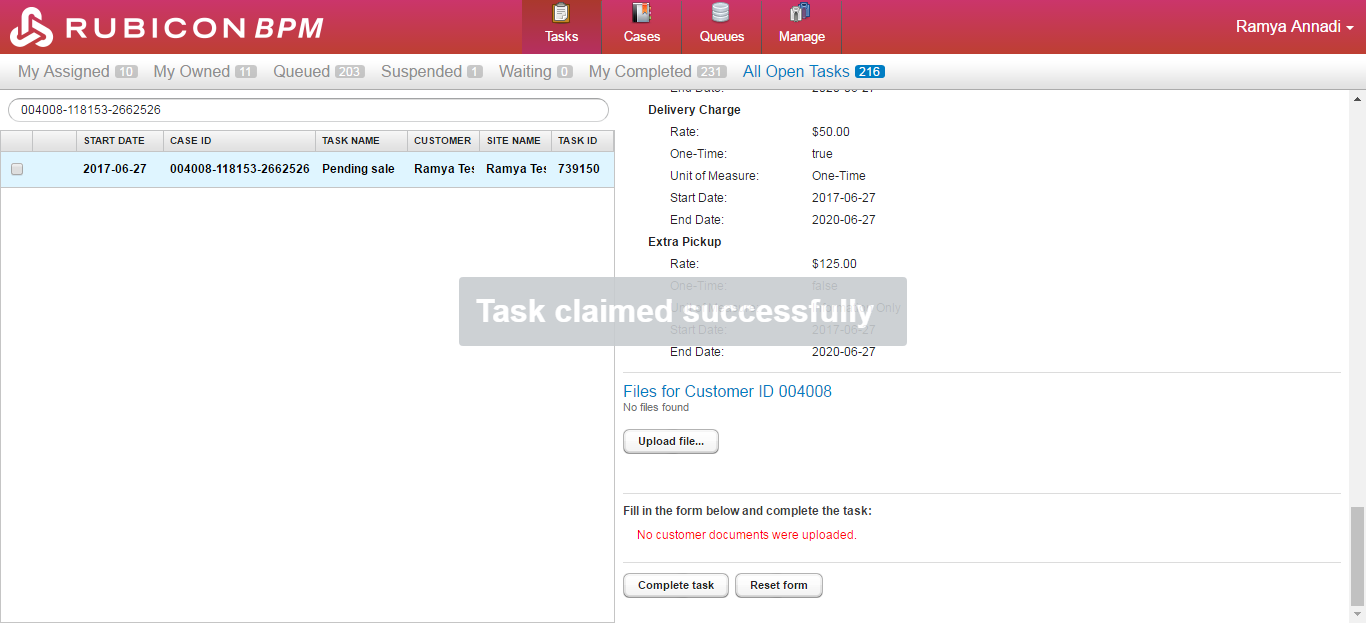 RUBICON BPM
Tasks Cases Queues Manage
Ramya Annadi
My Assigned 10 My Owned 11 Queued 203 Suspended 1 Waiting 0 My Completed 231 All Open Tasks 216
004008-118153-2662526
START DATE CASE ID TASK NAME CUSTOMER SITE NAME TASK ID
2017-06-27 004008-118153-2662526 Pending sale Ramya Tes Ramya Tes 739150
End Date: 2020-06-27
Delivery Charge
Rate: $50.00
One-Time: true
Unit of Measure: One-Time
Start Date: 2017-06-27
End Date: 2020-06-27
Extra Pickup
Rate: $125.00
One-Time: false
Task claimed successfully
Only
Start Date: 2017-06-27
End Date: 2020-06-27
Files for Customer ID 004008
No files found
Upload file...
Fill in the form below and complete the task:
No customer documents were uploaded.
Complete task Reset form